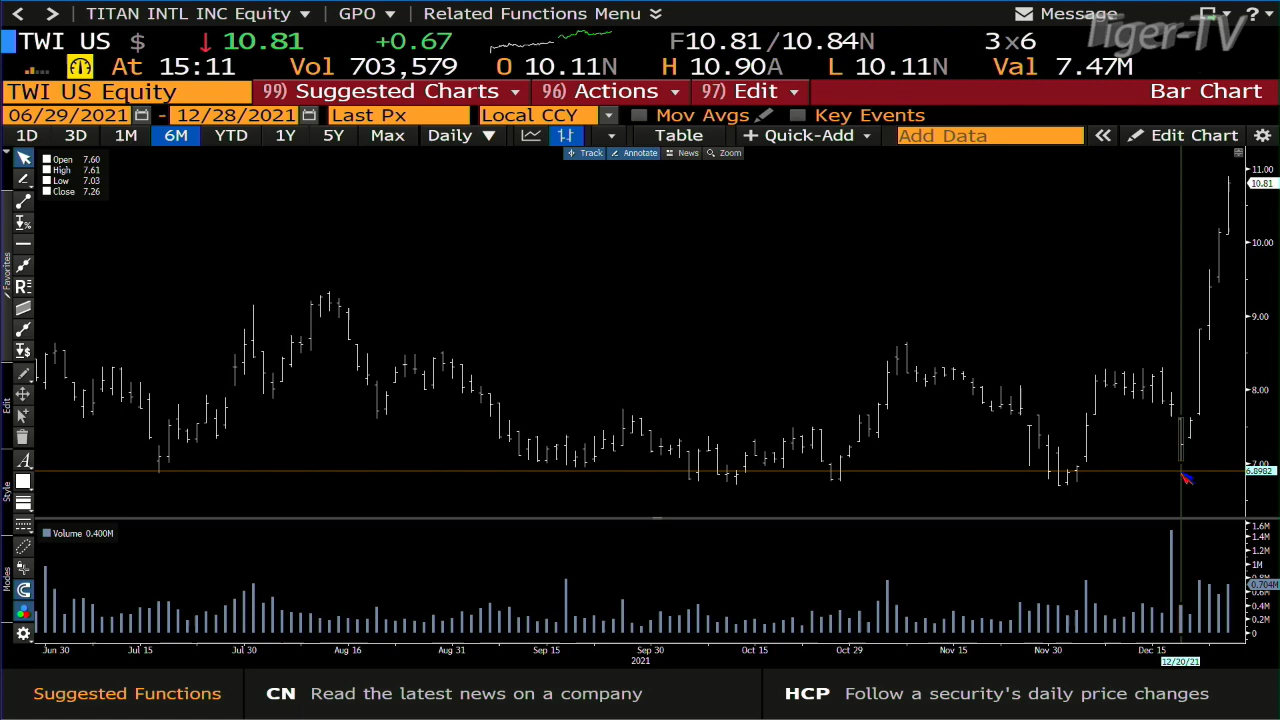 TITAN INTL INC Equity GPO Related Functions Menu Message ?
TWI US $ 10.81 +0.67 F10.81/10.84N 3x6
Tiger-TV
At 15:11 Vol 703,579 O 10.11N H 10.90A L 10.11N Val 7.47M
TWI US Equity 99) Suggested Charts 96) Actions 97) Edit Bar Chart
06/29/2021 - 12/28/2021 Last Px Local CCY Mov Avgs Key Events
1D 3D 1M 6M YTD 1Y 5Y Max Daily Table + Quick-Add Add Data Edit Chart
Track Annotate News Zoom
Open 7.60
High 7.61
Low 7.03
Close 7.26
11.00
10.81
10.00
9.00
8.00
7.00
6.8982
Favorites
Edit
Style
Modes
Volume 0.400M
1.6M
1.4M
1.2M
1M
0.8M
0.704M
0.6M
0.4M
0.2M
0
Jun 30 Jul 15 Jul 30 Aug 16 Aug 31 Sep 15 Sep 30 Oct 15 Oct 29 Nov 15 Nov 30 Dec 15
2021 12/20/21
Suggested Functions CN Read the latest news on a company HCP Follow a security's daily price changes